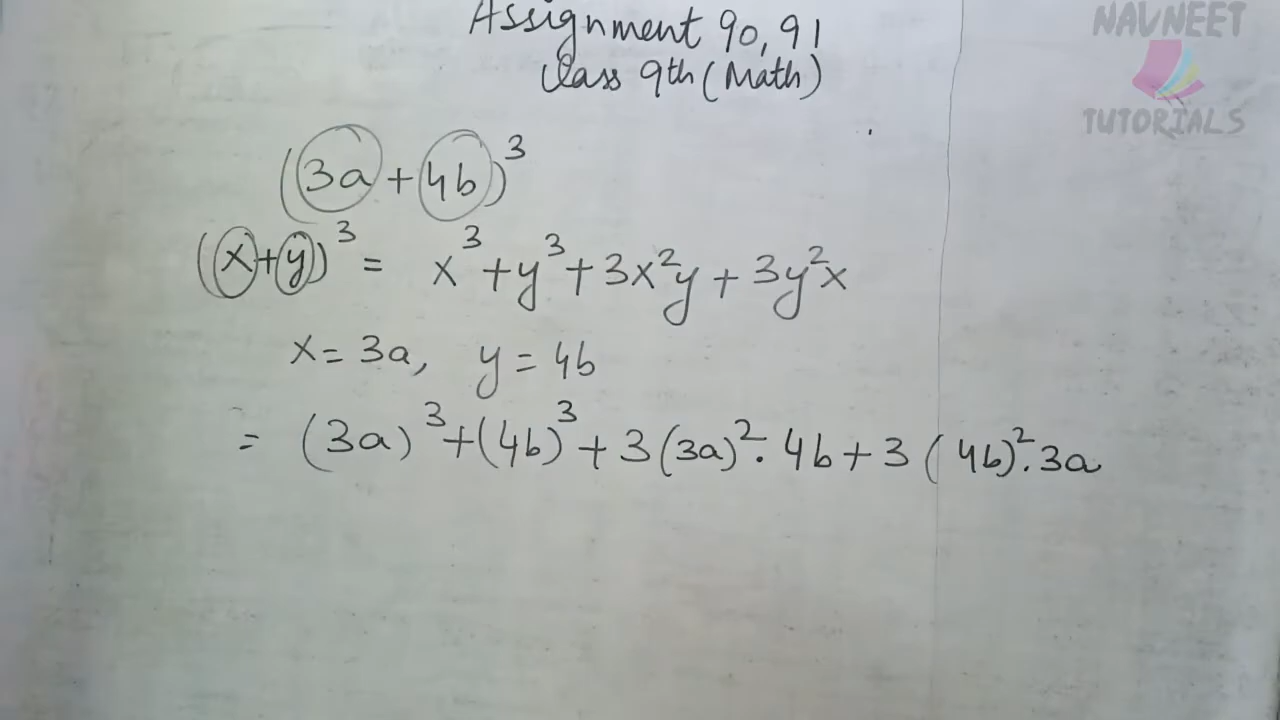 Assignment 90, 91
Class 9th (Math)
NAVNEET
TUTORIALS
(3a + 4b)³
(x+y)³ = x³ + y³ + 3x²y + 3y²x
x = 3a, y = 4b
= (3a)³ + (4b)³ + 3(3a)². 4b + 3(4b)². 3a